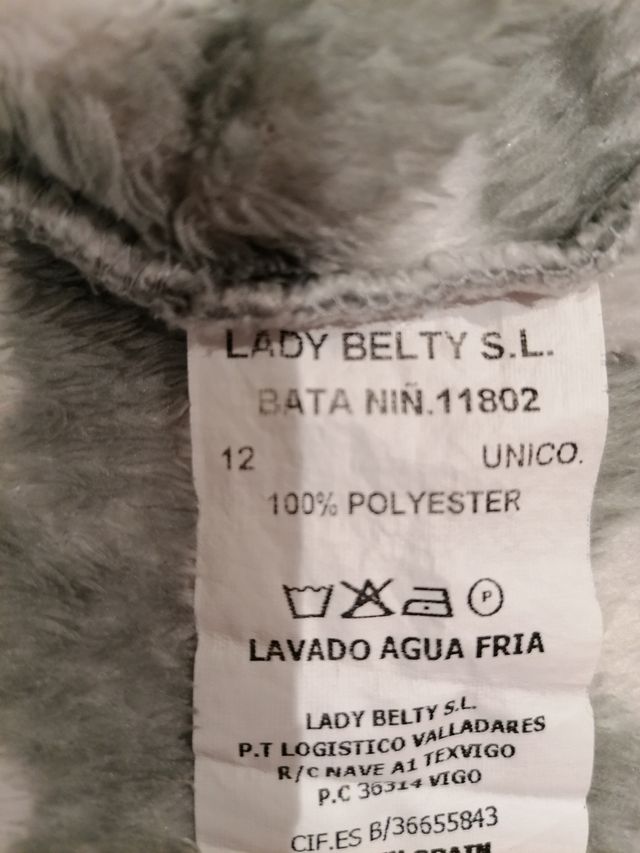 LADY BELTY S.L.
BATA NIÑ.11802
12 UNICO.
100% POLYESTER
P
LAVADO AGUA FRIA
LADY BELTY S.L.
P.T LOGISTICO VALLADARES
R/C NAVE A1 TEXVIGO
P.C 36314 VIGO
CIF.ES B/36655843